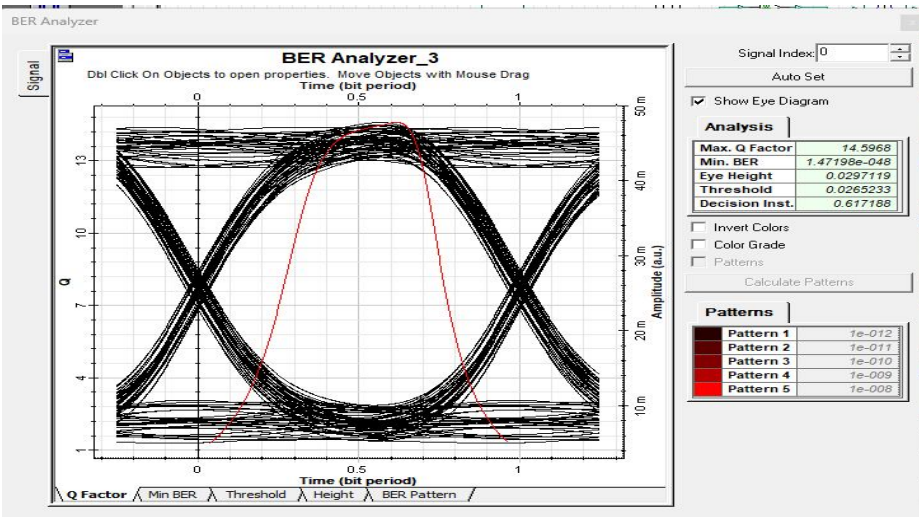 BER Analyzer
Signal
BER Analyzer_3
Dbl Click On Objects to open properties. Move Objects with Mouse Drag
Time (bit period)
0 0.5 1
Q
13
10
7
4
1
50 m
40 m
30 m
20 m
10 m
Amplitude (a.u.)
0 0.5 1
Time (bit period)
Q Factor Min BER Threshold Height BER Pattern
Signal Index: 0
Auto Set
Show Eye Diagram
Analysis
Max. Q Factor 14.5968
Min. BER 1.47198e-048
Eye Height 0.0297119
Threshold 0.0265233
Decision Inst. 0.617188
Invert Colors
Color Grade
Patterns
Calculate Patterns
Patterns
Pattern 1 1e-012
Pattern 2 1e-011
Pattern 3 1e-010
Pattern 4 1e-009
Pattern 5 1e-008